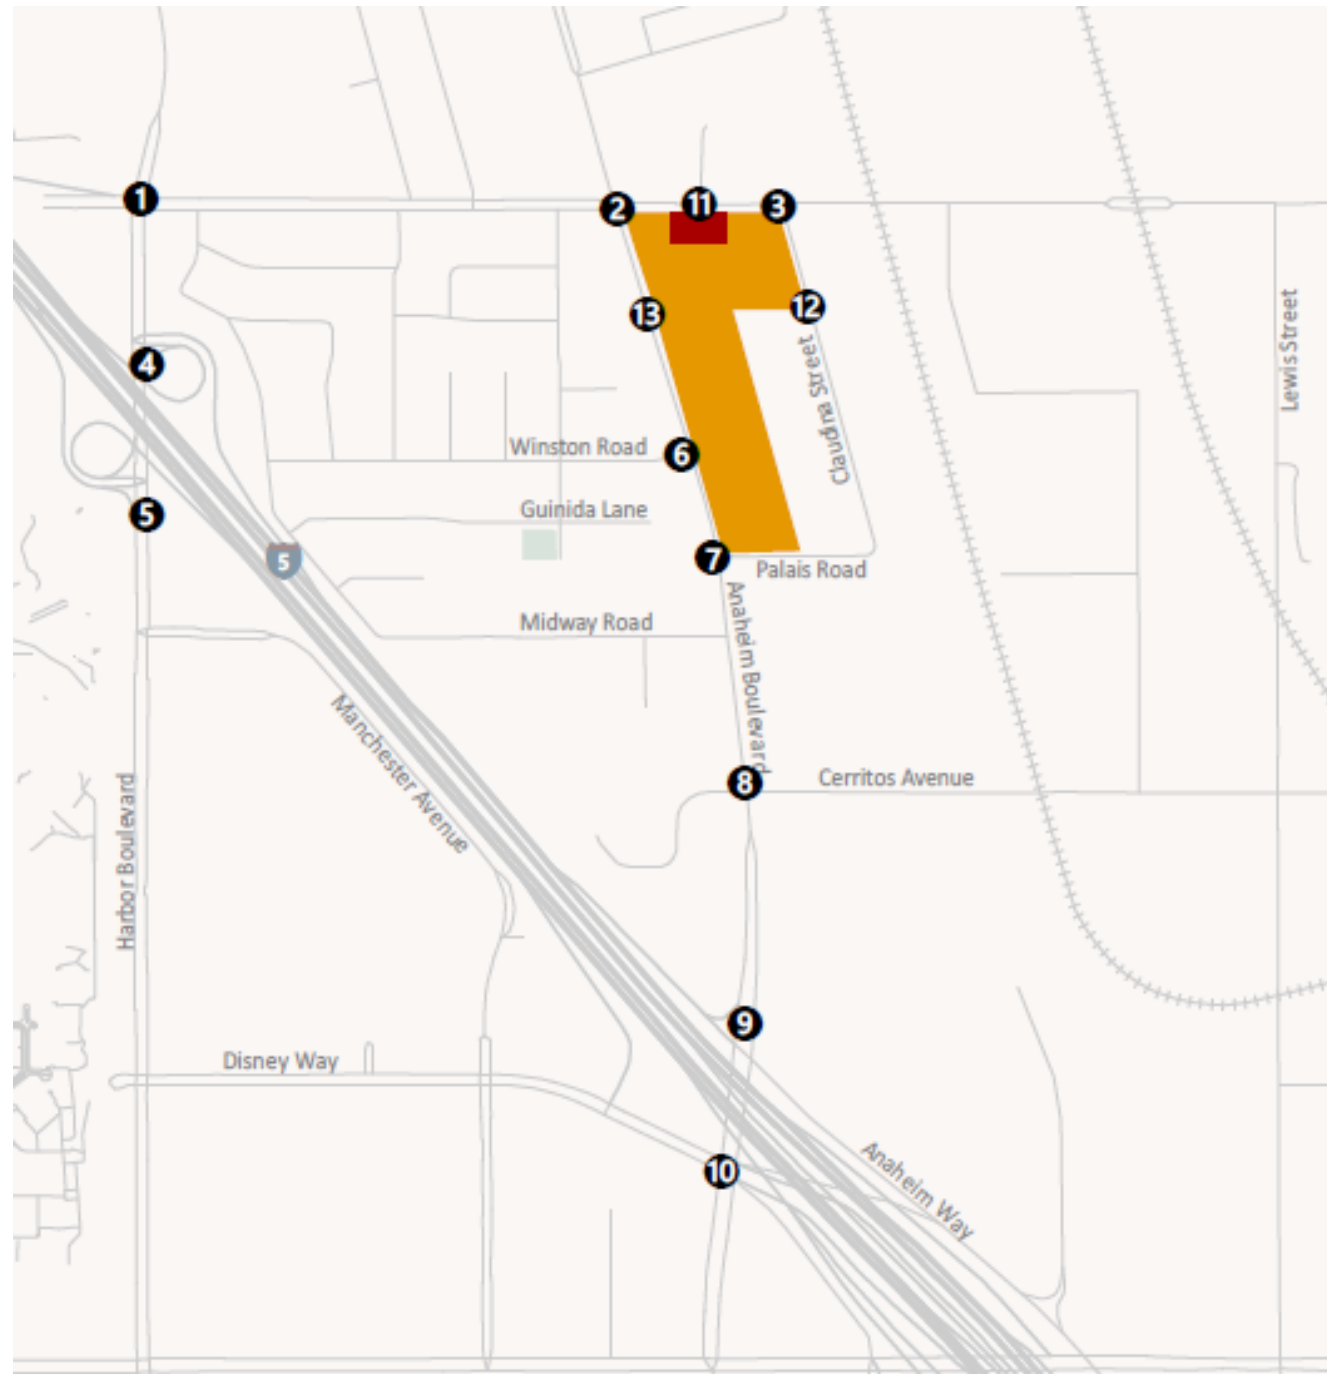 1
2
11
3
13
12
Lewis Street
4
Claudina Street
Winston Road
6
5
Guinida Lane
5
7
Palais Road
Anaheim Boulevard
Midway Road
Manchester Avenue
8
Cerritos Avenue
Harbor Boulevard
9
Disney Way
10
Anaheim Way